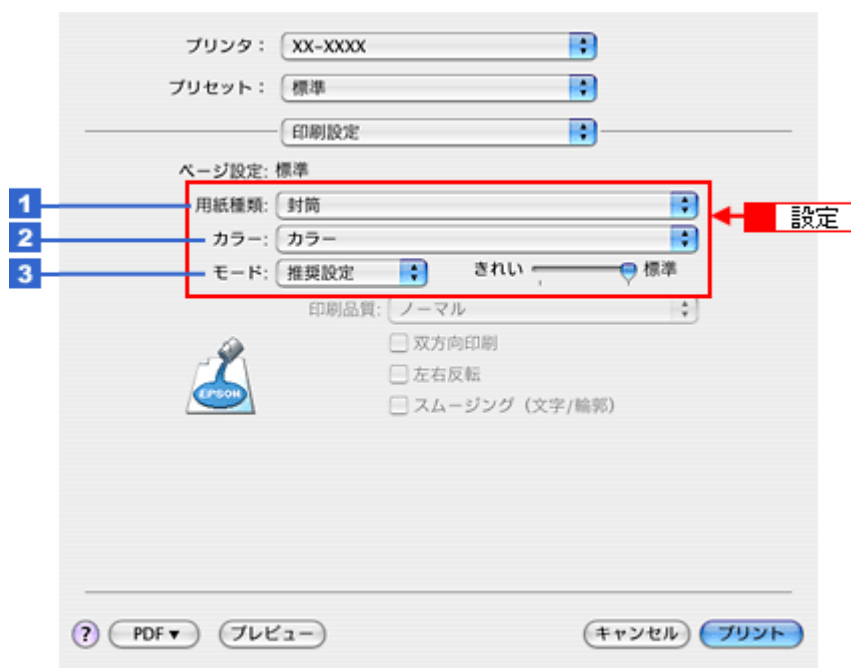 プリンタ： XX-XXXX
プリセット： 標準
印刷設定
ページ設定: 標準
1 用紙種類: 封筒
設定
2 カラー: カラー
3 モード: 推奨設定 きれい 標準
印刷品質: ノーマル
双方向印刷
左右反転
スムージング（文字/輪郭）
EPSON
? PDF▼ プレビュー キャンセル プリント